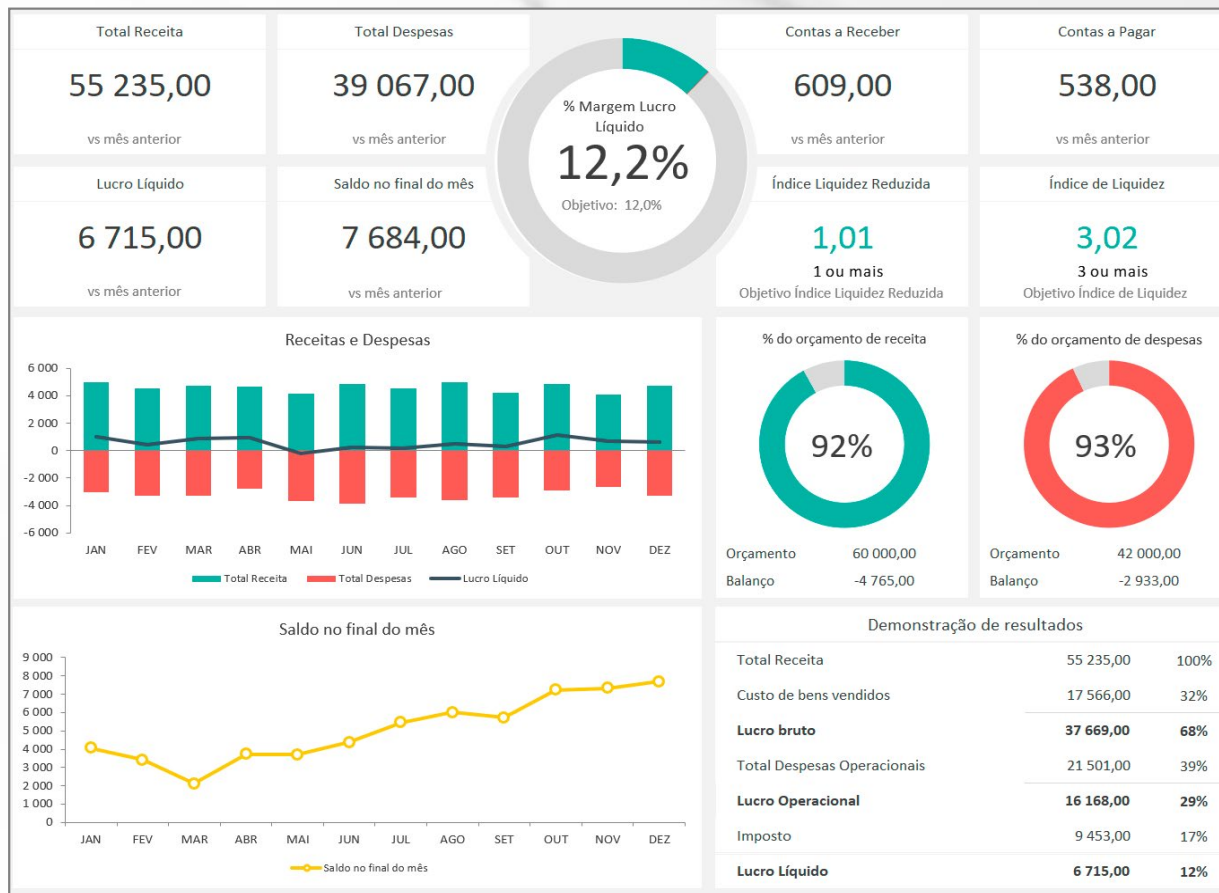 Total Receita
55 235,00
vs mês anterior
Total Despesas
39 067,00
vs mês anterior
% Margem Lucro
Líquido
12,2%
Objetivo: 12,0%
Contas a Receber
609,00
vs mês anterior
Contas a Pagar
538,00
vs mês anterior
Lucro Líquido
6 715,00
vs mês anterior
Saldo no final do mês
7 684,00
vs mês anterior
Índice Liquidez Reduzida
1,01
1 ou mais
Objetivo Índice Liquidez Reduzida
Índice de Liquidez
3,02
3 ou mais
Objetivo Índice de Liquidez
Receitas e Despesas
6 000
4 000
2 000
0
-2 000
-4 000
-6 000
JAN FEV MAR ABR MAI JUN JUL AGO SET OUT NOV DEZ
Total Receita Total Despesas Lucro Líquido
% do orçamento de receita
92%
Orçamento 60 000,00
Balanço -4 765,00
% do orçamento de despesas
93%
Orçamento 42 000,00
Balanço -2 933,00
Saldo no final do mês
9 000
8 000
7 000
6 000
5 000
4 000
3 000
2 000
1 000
0
JAN FEV MAR ABR MAI JUN JUL AGO SET OUT NOV DEZ
Saldo no final do mês
Demonstração de resultados
Total Receita 55 235,00 100%
Custo de bens vendidos 17 566,00 32%
Lucro bruto 37 669,00 68%
Total Despesas Operacionais 21 501,00 39%
Lucro Operacional 16 168,00 29%
Imposto 9 453,00 17%
Lucro Líquido 6 715,00 12%